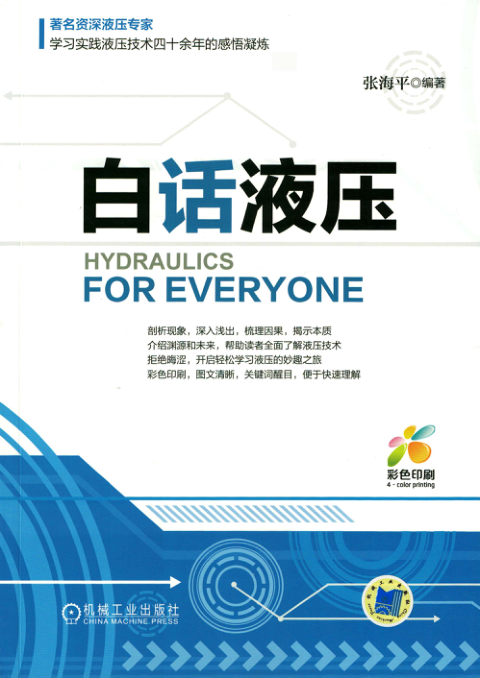 著名资深液压专家
学习实践液压技术四十余年的感悟凝炼
张海平◎编著
白话液压
HYDRAULICS
FOR EVERYONE
剖析现象，深入浅出，梳理因果，揭示本质
介绍渊源和未来，帮助读者全面了解液压技术
拒绝晦涩，开启轻松学习液压的妙趣之旅
彩色印刷，图文清晰，关键词醒目，便于快速理解
彩色印刷
4 - color printing
机械工业出版社
CHINA MACHINE PRESS